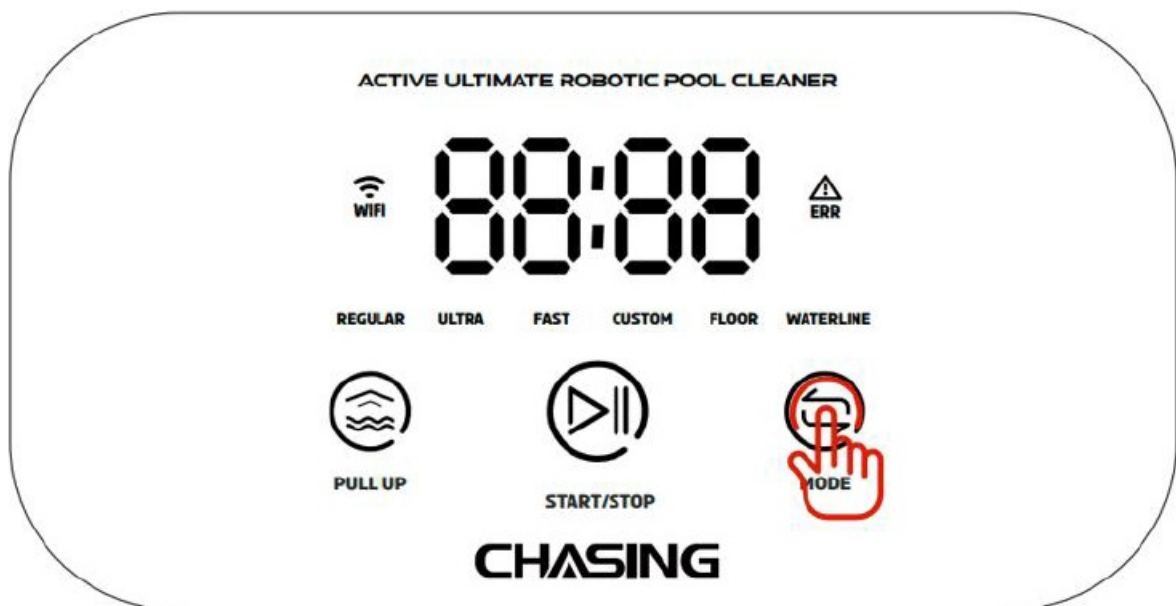 ACTIVE ULTIMATE ROBOTIC POOL CLEANER
88:88
WIFI
ERR
REGULAR ULTRA FAST CUSTOM FLOOR WATERLINE
PULL UP
START/STOP
MODE
CHASING